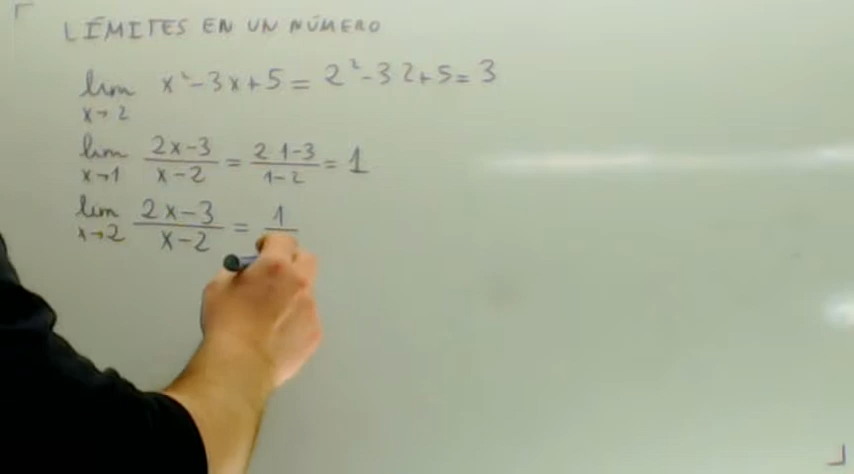 LÍMITES EN UN NÚMERO
lim x→2 x²-3x+5 = 2²-3 2+5 = 3
lim x→1 2x-3/x-2 = 2 1-3/1-2 = 1
lim x→2 2x-3/x-2 = 1/